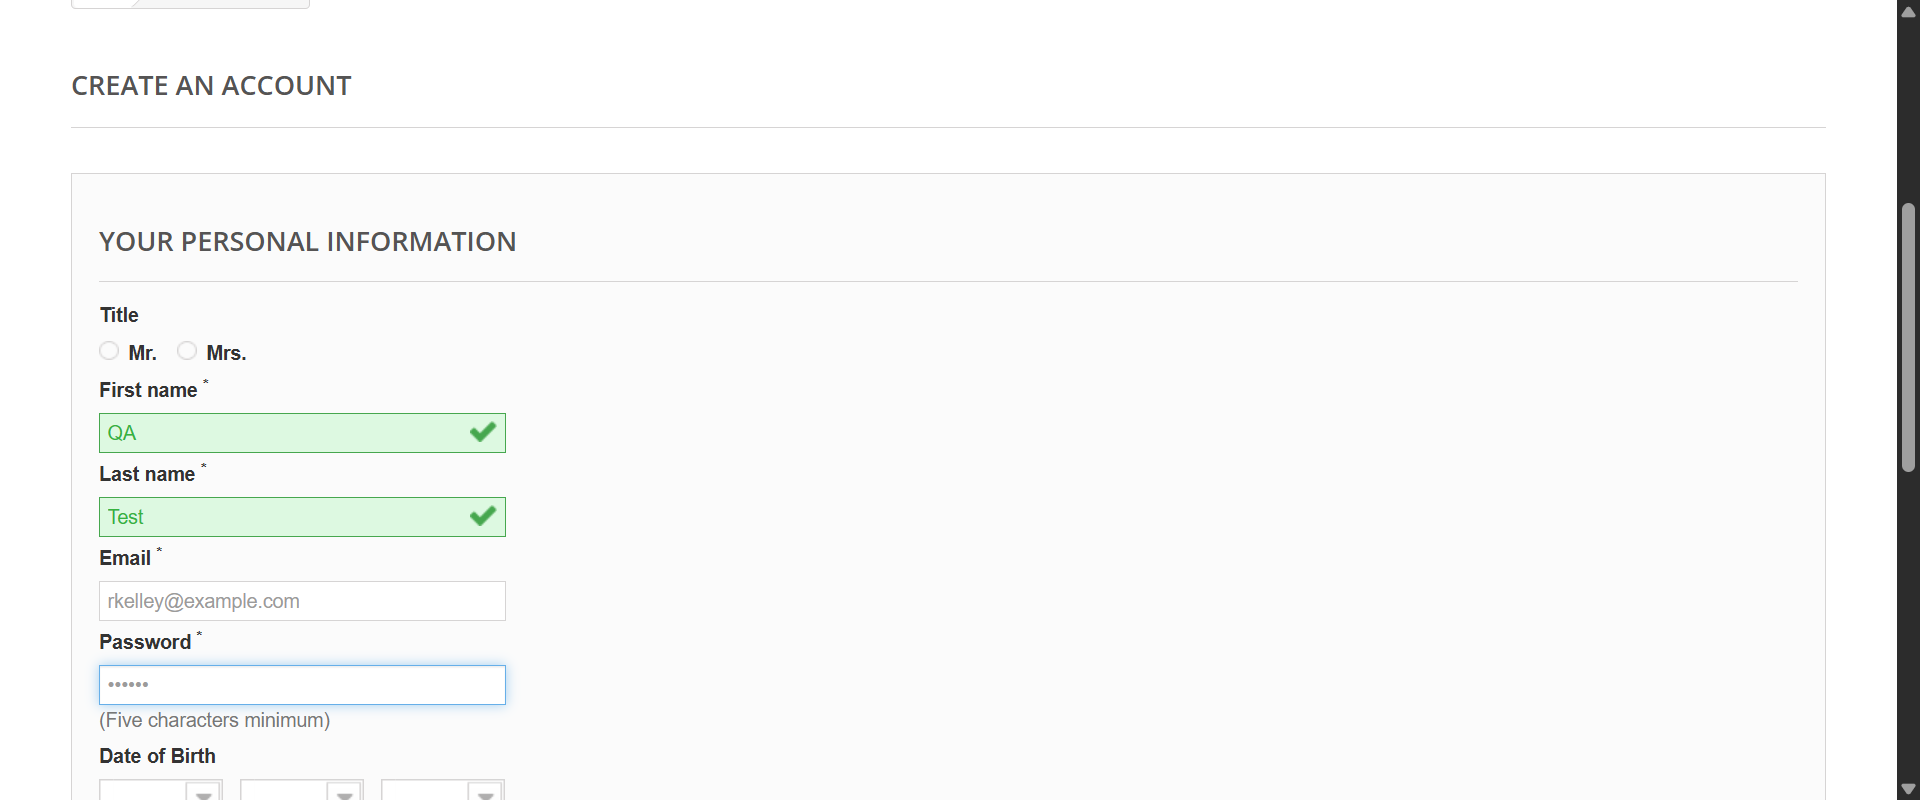 CREATE AN ACCOUNT
YOUR PERSONAL INFORMATION
Title
Mr. Mrs.
First name *
QA
Last name *
Test
Email *
rkelley@example.com
Password *
••••••
(Five characters minimum)
Date of Birth